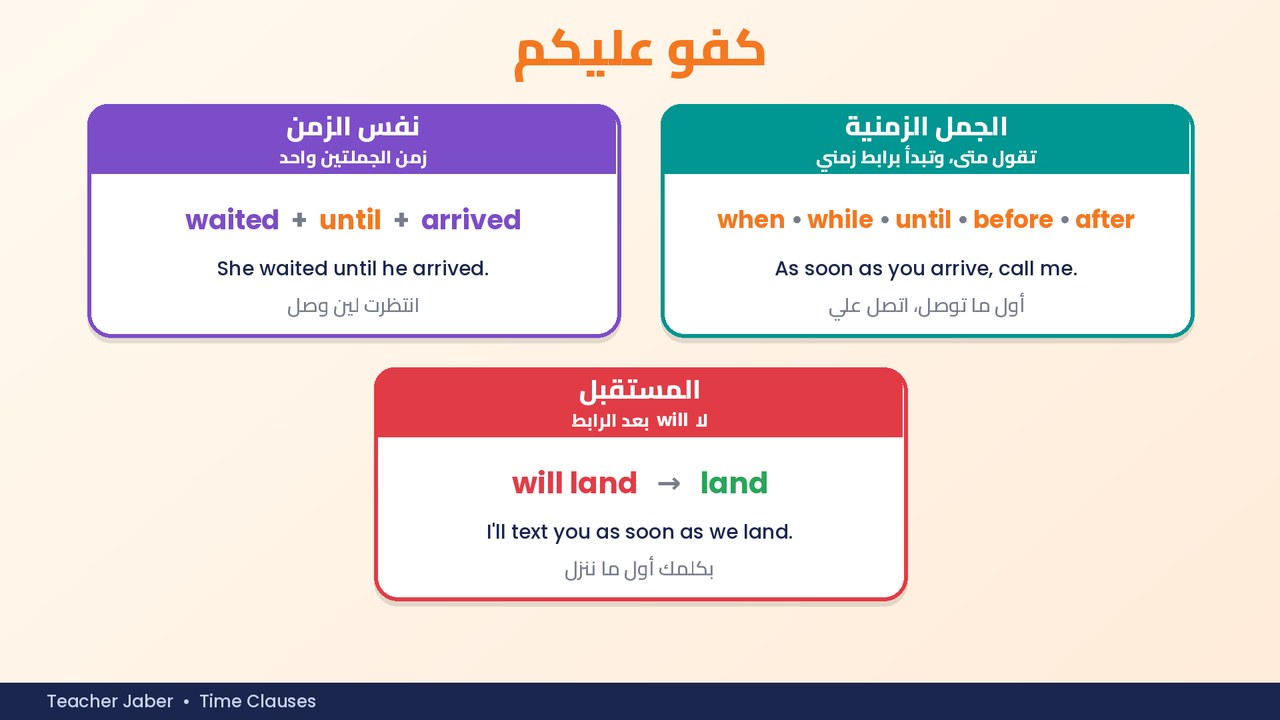 كفو عليكم
الجمل الزمنية
تقول متى، وتبدأ برابط زمني
when • while • until • before • after
As soon as you arrive, call me.
أول ما توصل، اتصل علي
نفس الزمن
زمن الجملتين واحد
waited + until + arrived
She waited until he arrived.
انتظرت لين وصل
المستقبل
لا will بعد الرابط
will land → land
I'll text you as soon as we land.
بكلمك أول ما ننزل
Teacher Jaber • Time Clauses